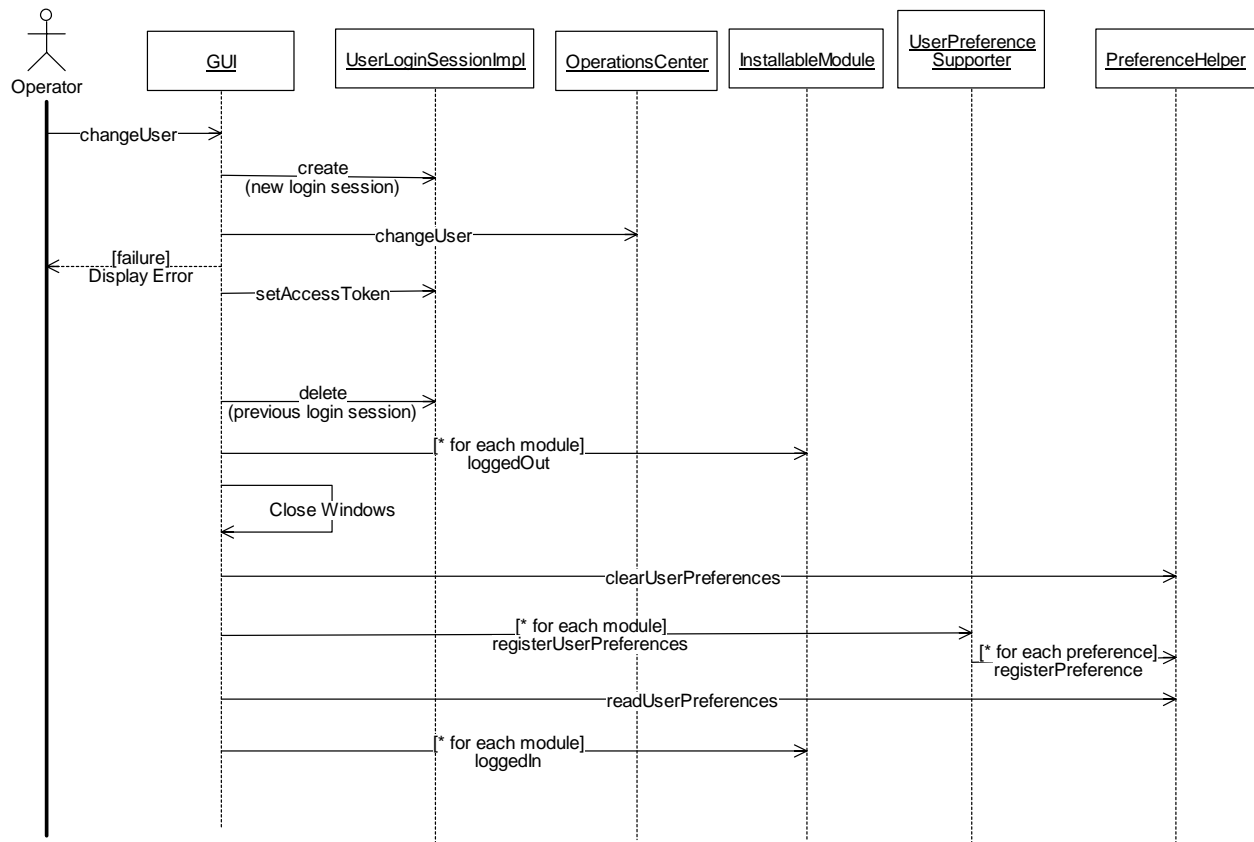 Operator
GUI
UserLoginSessionImpl
OperationsCenter
InstallableModule
UserPreference
Supporter
PreferenceHelper
changeUser
create
(new login session)
changeUser
[failure]
Display Error
setAccessToken
delete
(previous login session)
[* for each module]
loggedOut
Close Windows
clearUserPreferences
[* for each module]
registerUserPreferences
[* for each preference]
registerPreference
readUserPreferences
[* for each module]
loggedIn